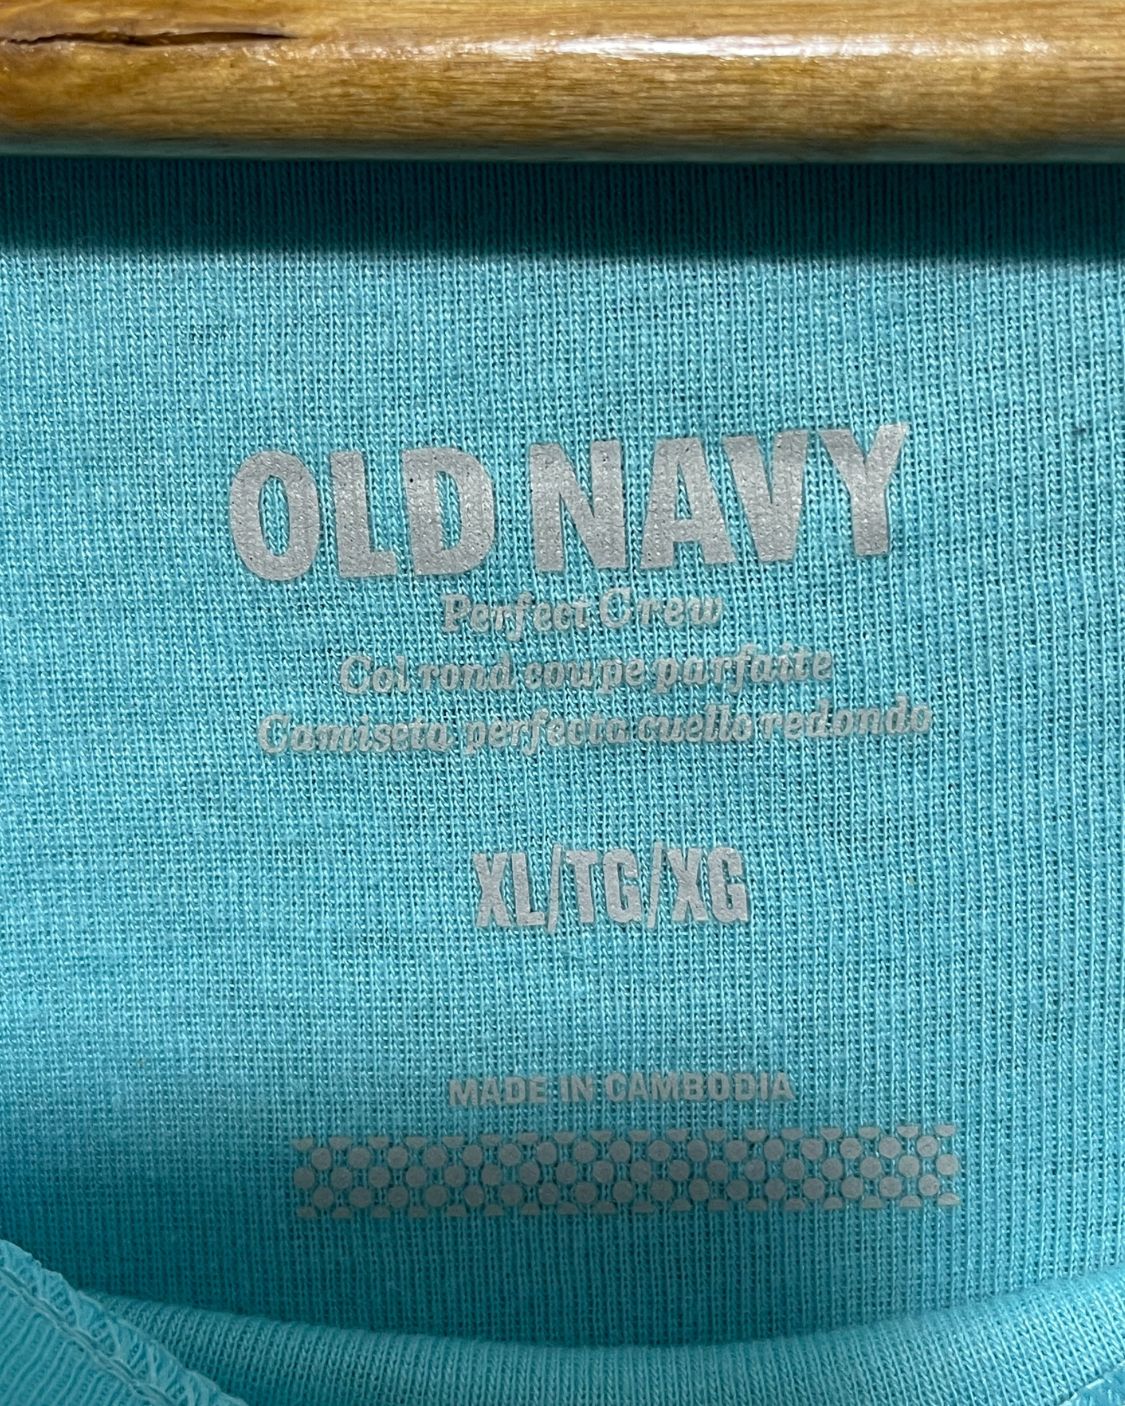 OLD NAVY
Perfect Crew
Col rond coupe parfaite
Camiseta perfecta cuello redondo
XL/TG/XG
MADE IN CAMBODIA